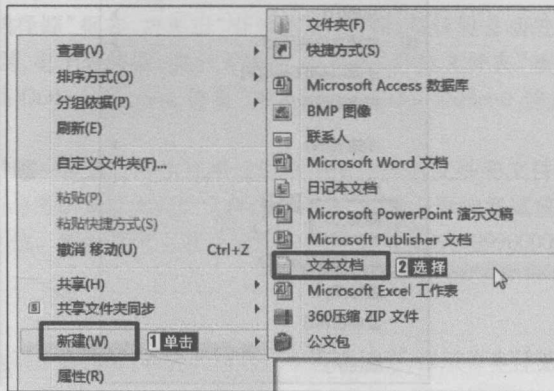 查看(V)
排序方式(O)
分组依据(P)
刷新(E)
自定义文件夹(F)...
粘贴(P)
粘贴快捷方式(S)
撤消 移动(U) Ctrl+Z
共享(H)
共享文件夹同步
新建(W) 1 单击
属性(R)
文件夹(F)
快捷方式(S)
Microsoft Access 数据库
BMP 图像
联系人
Microsoft Word 文档
日记本文档
Microsoft PowerPoint 演示文稿
Microsoft Publisher 文档
文本文档 2 选择
Microsoft Excel 工作表
360压缩 ZIP 文件
公文包